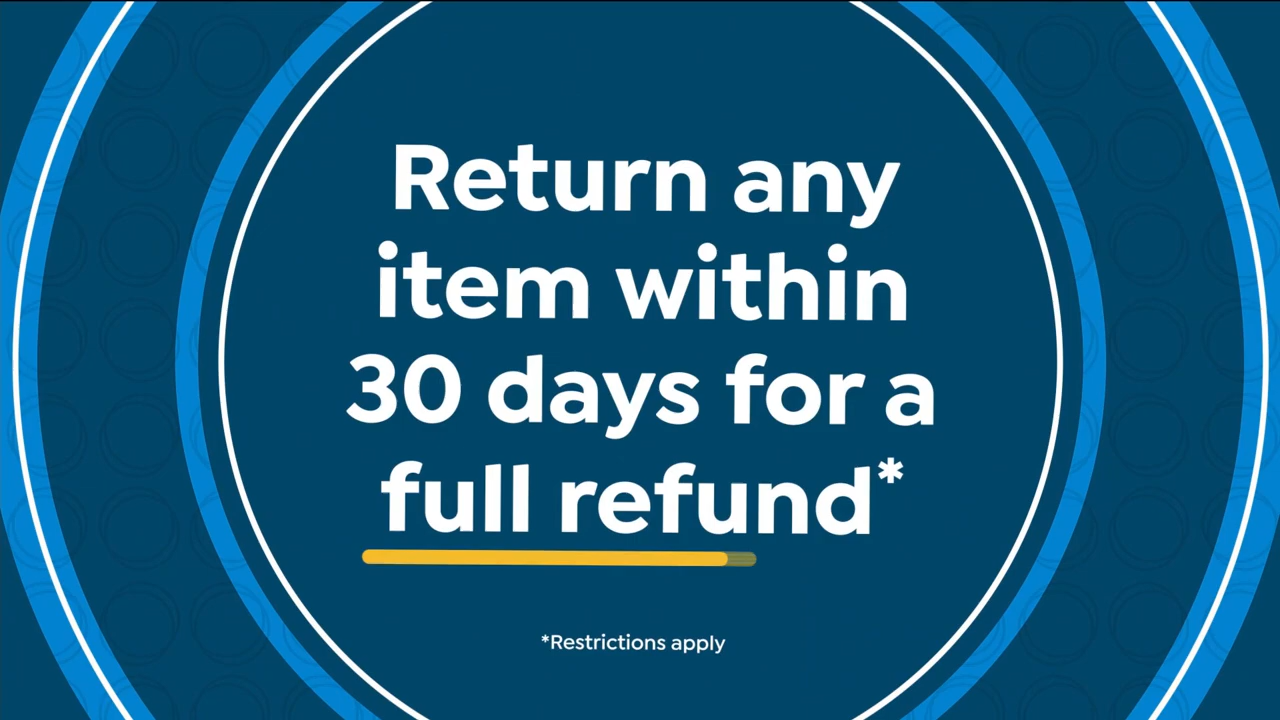 Return any
item within
30 days for a
full refund*
*Restrictions apply